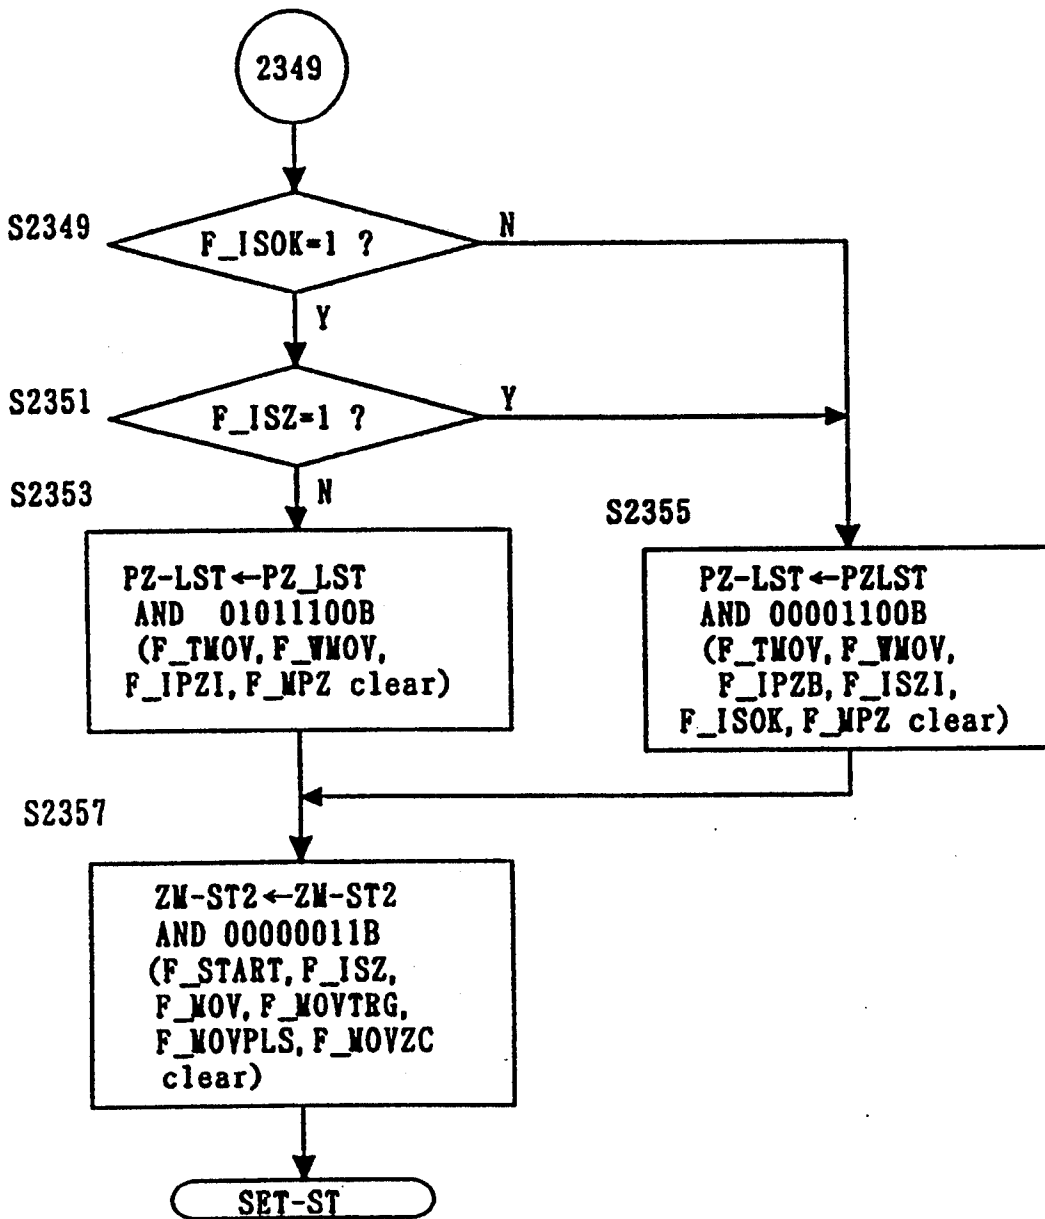 2349
S2349
F_ISOK=1 ?
N
Y
S2351
F_ISZ=1 ?
Y
N
S2353
PZ-LST←PZ_LST
AND 01011100B
(F_TMOV, F_WMOV,
F_IPZI, F_MPZ clear)
S2355
PZ-LST←PZLST
AND 00001100B
(F_TMOV, F_WMOV,
F_IPZB, F_ISZI,
F_ISOK, F_MPZ clear)
S2357
ZM-ST2←ZM-ST2
AND 00000011B
(F_START, F_ISZ,
F_MOV, F_MOVTRG,
F_MOVPLS, F_MOVZC
clear)
SET-ST